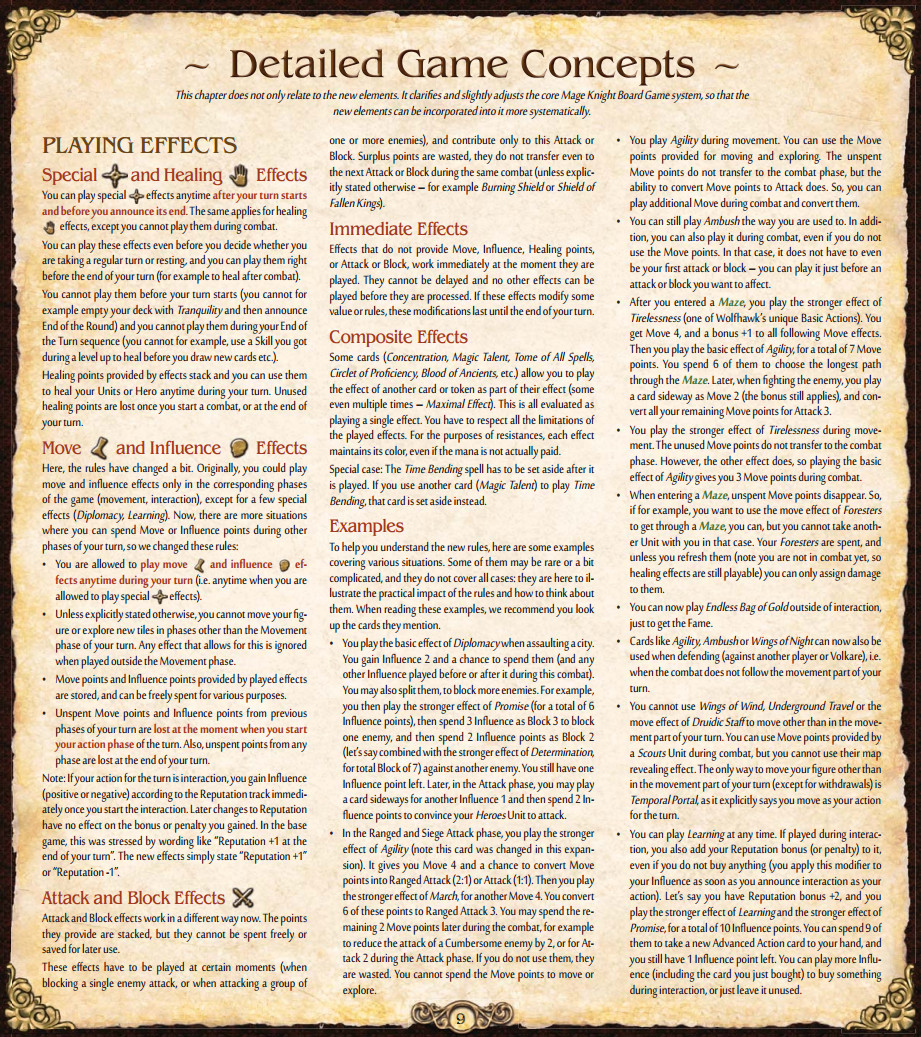 ~ Detailed Game Concepts ~
This chapter does not only relate to the new elements. It clarifies and slightly adjusts the core Mage Knight Board Game system, so that the
new elements can be incorporated into it more systematically.
PLAYING EFFECTS
Special and Healing Effects
You can play special effects anytime after your turn starts
and before you announce its end. The same applies for healing
effects, except you cannot play them during combat.
You can play these effects even before you decide whether you
are taking a regular turn or resting, and you can play them right
before the end of your turn (for example to heal after combat).
You cannot play them before your turn starts (you cannot for
example empty your deck with Tranquility and then announce
End of the Round) and you cannot play them during your End of
the Turn sequence (you cannot for example, use a Skill you got
during a level up to heal before you draw new cards etc.).
Healing points provided by effects stack and you can use them
to heal your Units or Hero anytime during your turn. Unused
healing points are lost once you start a combat, or at the end of
your turn.
Move and Influence Effects
Here, the rules have changed a bit. Originally, you could play
move and influence effects only in the corresponding phases
of the game (movement, interaction), except for a few special
effects (Diplomacy, Learning). Now, there are more situations
where you can spend Move or Influence points during other
phases of your turn, so we changed these rules:
• You are allowed to play move and influence ef-
fects anytime during your turn (i.e. anytime when you are
allowed to play special effects).
• Unless explicitly stated otherwise, you cannot move your fig-
ure or explore new tiles in phases other than the Movement
phase of your turn. Any effect that allows for this is ignored
when played outside the Movement phase.
• Move points and Influence points provided by played effects
are stored, and can be freely spent for various purposes.
• Unspent Move points and Influence points from previous
phases of your turn are lost at the moment when you start
your action phase of the turn. Also, unspent points from any
phase are lost at the end of your turn.
Note: If your action for the turn is interaction, you gain Influence
(positive or negative) according to the Reputation track immedi-
ately once you start the interaction. Later changes to Reputation
have no effect on the bonus or penalty you gained. In the base
game, this was stressed by wording like "Reputation +1 at the
end of your turn". The new effects simply state "Reputation +1"
or "Reputation -1".
Attack and Block Effects
Attack and Block effects work in a different way now. The points
they provide are stacked, but they cannot be spent freely or
saved for later use.
These effects have to be played at certain moments (when
blocking a single enemy attack, or when attacking a group of
one or more enemies), and contribute only to this Attack or
Block. Surplus points are wasted, they do not transfer even to
the next Attack or Block during the same combat (unless explic-
itly stated otherwise – for example Burning Shield or Shield of
Fallen Kings).
Immediate Effects
Effects that do not provide Move, Influence, Healing points,
or Attack or Block, work immediately at the moment they are
played. They cannot be delayed and no other effects can be
played before they are processed. If these effects modify some
value or rules, these modifications last until the end of your turn.
Composite Effects
Some cards (Concentration, Magic Talent, Tome of All Spells,
Circlet of Proficiency, Blood of Ancients, etc.) allow you to play
the effect of another card or token as part of their effect (some
even multiple times – Maximal Effect). This is all evaluated as
playing a single effect. You have to respect all the limitations of
the played effects. For the purposes of resistances, each effect
maintains its color, even if the mana is not actually paid.
Special case: The Time Bending spell has to be set aside after it
is played. If you use another card (Magic Talent) to play Time
Bending, that card is set aside instead.
Examples
To help you understand the new rules, here are some examples
covering various situations. Some of them may be rare or a bit
complicated, and they do not cover all cases: they are here to il-
lustrate the practical impact of the rules and how to think about
them. When reading these examples, we recommend you look
up the cards they mention.
• You play the basic effect of Diplomacy when assaulting a city.
You gain Influence 2 and a chance to spend them (and any
other Influence played before or after it during this combat).
You may also split them, to block more enemies. For example,
you then play the stronger effect of Promise (for a total of 6
Influence points), then spend 3 Influence as Block 3 to block
one enemy, and then spend 2 Influence points as Block 2
(let's say combined with the stronger effect of Determination,
for total Block of 7) against another enemy. You still have one
Influence point left. Later, in the Attack phase, you may play
a card sideways for another Influence 1 and then spend 2 In-
fluence points to convince your Heroes Unit to attack.
• In the Ranged and Siege Attack phase, you play the stronger
effect of Agility (note this card was changed in this expan-
sion). It gives you Move 4 and a chance to convert Move
points into Ranged Attack (2:1) or Attack (1:1). Then you play
the stronger effect of March, for another Move 4. You convert
6 of these points to Ranged Attack 3. You may spend the re-
maining 2 Move points later during the combat, for example
to reduce the attack of a Cumbersome enemy by 2, or for At-
tack 2 during the Attack phase. If you do not use them, they
are wasted. You cannot spend the Move points to move or
explore.
• You play Agility during movement. You can use the Move
points provided for moving and exploring. The unspent
Move points do not transfer to the combat phase, but the
ability to convert Move points to Attack does. So, you can
play additional Move during combat and convert them.
• You can still play Ambush the way you are used to. In addi-
tion, you can also play it during combat, even if you do not
use the Move points. In that case, it does not have to even
be your first attack or block – you can play it just before an
attack or block you want to affect.
• After you entered a Maze, you play the stronger effect of
Tirelessness (one of Wolfhawk's unique Basic Actions). You
get Move 4, and a bonus +1 to all following Move effects.
Then you play the basic effect of Agility, for a total of 7 Move
points. You spend 6 of them to choose the longest path
through the Maze. Later, when fighting the enemy, you play
a card sideway as Move 2 (the bonus still applies), and con-
vert all your remaining Move points for Attack 3.
• You play the stronger effect of Tirelessness during move-
ment. The unused Move points do not transfer to the combat
phase. However, the other effect does, so playing the basic
effect of Agility gives you 3 Move points during combat.
• When entering a Maze, unspent Move points disappear. So,
if for example, you want to use the move effect of Foresters
to get through a Maze, you can, but you cannot take anoth-
er Unit with you in that case. Your Foresters are spent, and
unless you refresh them (note you are not in combat yet, so
healing effects are still playable) you can only assign damage
to them.
• You can now play Endless Bag of Gold outside of interaction,
just to get the Fame.
• Cards like Agility, Ambush or Wings of Night can now also be
used when defending (against another player or Volkare), i.e.
when the combat does not follow the movement part of your
turn.
• You cannot use Wings of Wind, Underground Travel or the
move effect of Druidic Staff to move other than in the move-
ment part of your turn. You can use Move points provided by
a Scouts Unit during combat, but you cannot use their map
revealing effect. The only way to move your figure other than
in the movement part of your turn (except for withdrawals) is
Temporal Portal, as it explicitly says you move as your action
for the turn.
• You can play Learning at any time. If played during interac-
tion, you also add your Reputation bonus (or penalty) to it,
even if you do not buy anything (you apply this modifier to
your Influence as soon as you announce interaction as your
action). Let's say you have Reputation bonus +2, and you
play the stronger effect of Learning and the stronger effect of
Promise, for a total of 10 Influence points. You can spend 9 of
them to take a new Advanced Action card to your hand, and
you still have 1 Influence point left. You can play more Influ-
ence (including the card you just bought) to buy something
during interaction, or just leave it unused.
9